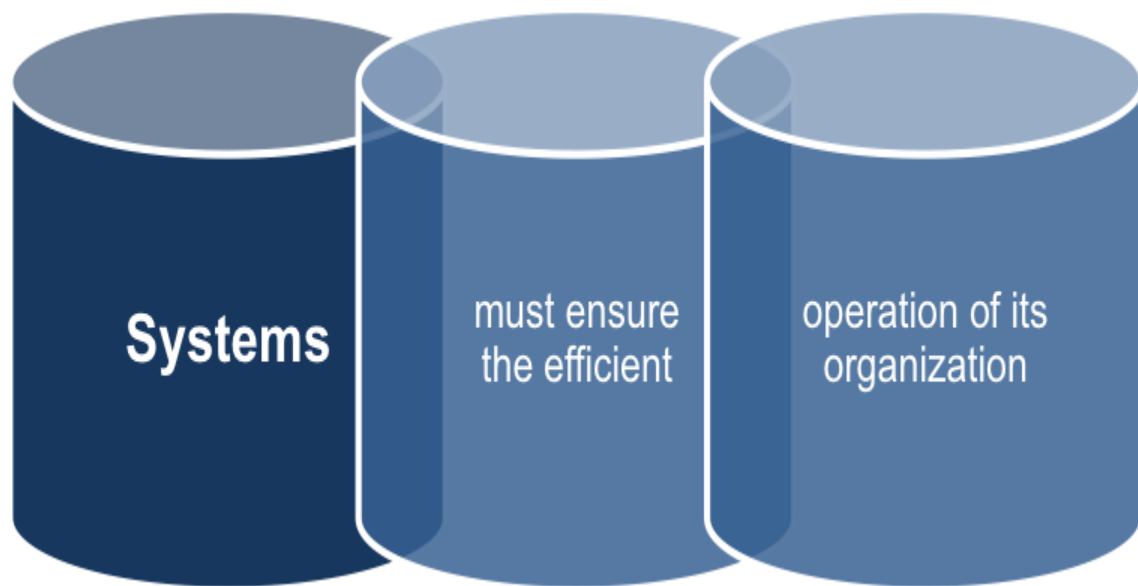 Systems
must ensure
the efficient
operation of its
organization